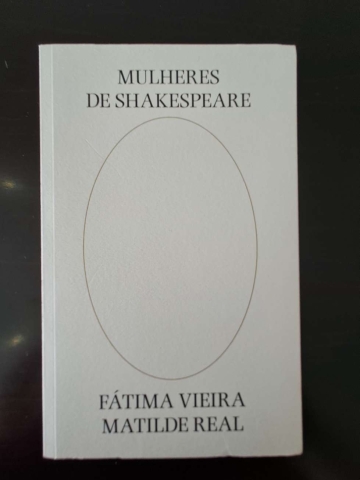 MULHERES
DE SHAKESPEARE
FÁTIMA VIEIRA
MATILDE REAL